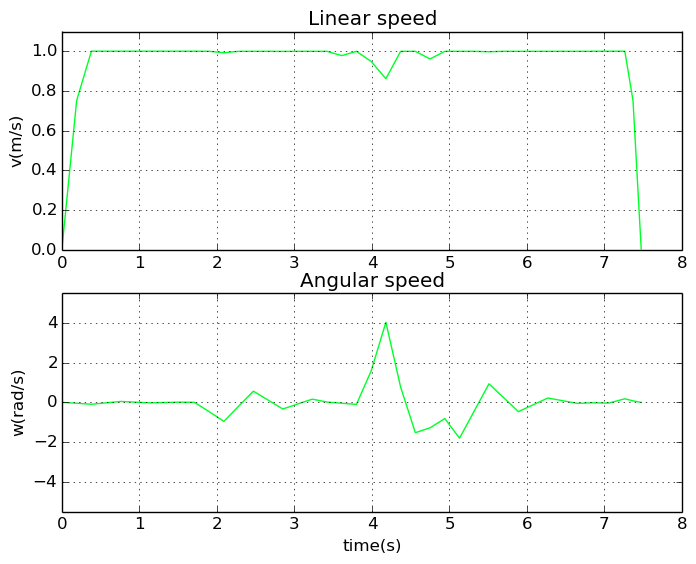 Linear speed
v(m/s)
1.0
0.8
0.6
0.4
0.2
0.0
0 1 2 3 4 5 6 7 8
Angular speed
w(rad/s)
4
2
0
−2
−4
0 1 2 3 4 5 6 7 8
time(s)